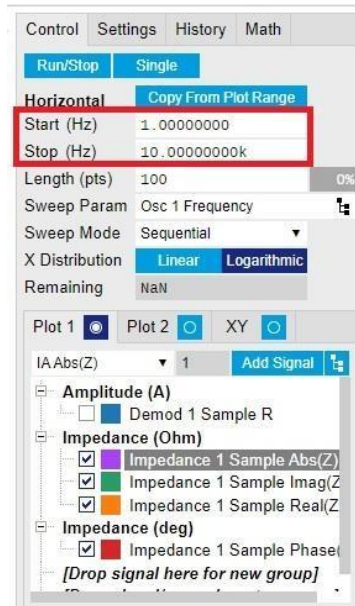 Control Settings History Math
Run/Stop Single
Horizontal Copy From Plot Range
Start (Hz) 1.00000000
Stop (Hz) 10.00000000k
Length (pts) 100 0%
Sweep Param Osc 1 Frequency
Sweep Mode Sequential
X Distribution Linear Logarithmic
Remaining NaN
Plot 1 Plot 2 XY
IA Abs(Z) 1 Add Signal
Amplitude (A)
Demod 1 Sample R
Impedance (Ohm)
Impedance 1 Sample Abs(Z)
Impedance 1 Sample Imag(Z
Impedance 1 Sample Real(Z
Impedance (deg)
Impedance 1 Sample Phase(
[Drop signal here for new group]